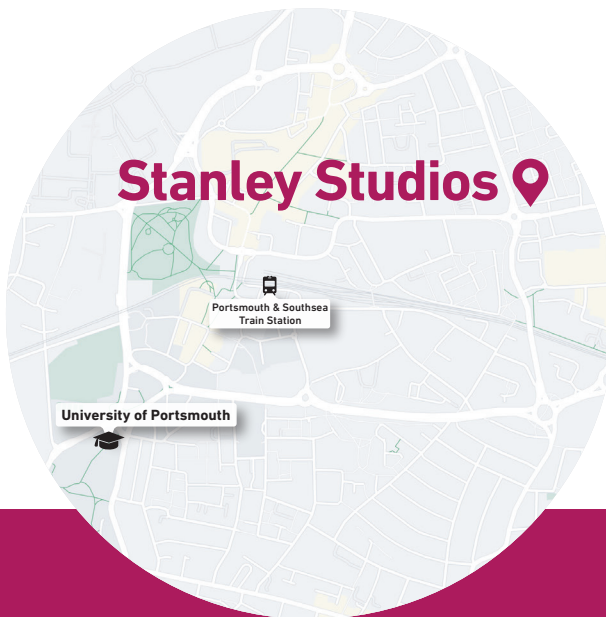 Stanley Studios
Portsmouth & Southsea
Train Station
University of Portsmouth